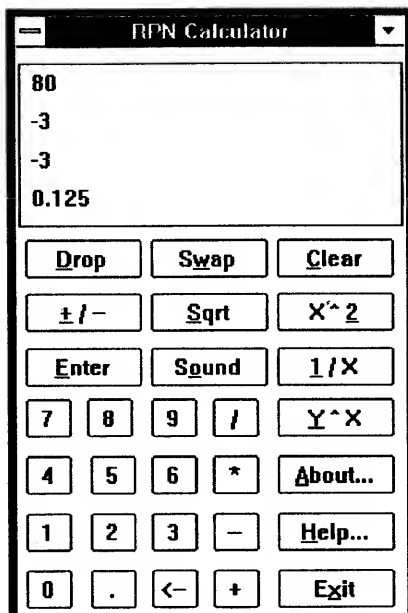 RPN Calculator
80
-3
-3
0.125
Drop Swap Clear
+/- Sqrt X^2
Enter Sound 1/X
7 8 9 / Y^X
4 5 6 * About...
1 2 3 - Help...
0 . <- + Exit